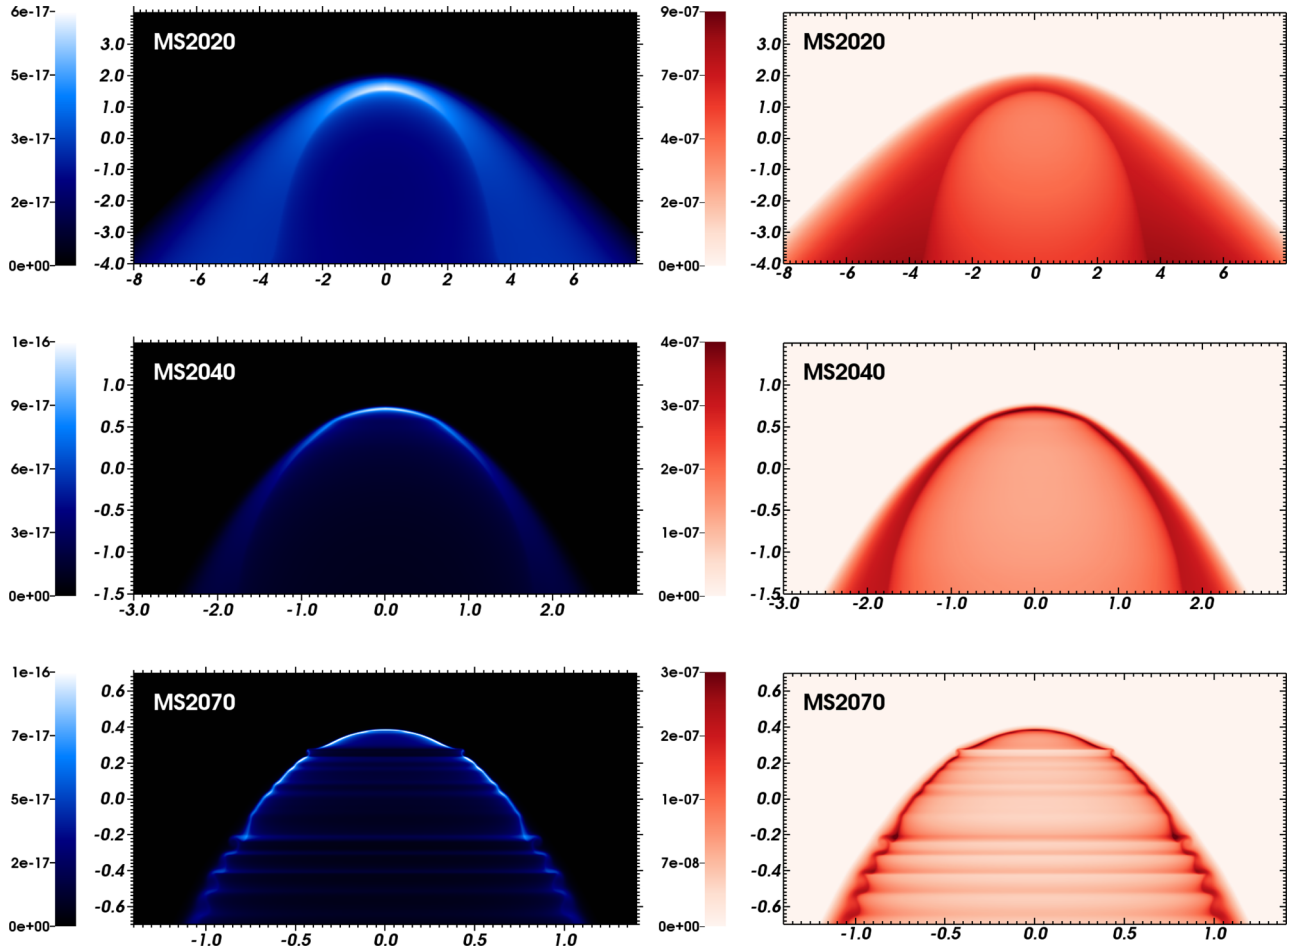 6e-17
5e-17
3e-17
2e-17
0e+00
MS2020
3.0
2.0
1.0
0.0
-1.0
-2.0
-3.0
-4.0
-8 -6 -4 -2 0 2 4 6
9e-07
7e-07
4e-07
2e-07
0e+00
MS2020
3.0
2.0
1.0
0.0
-1.0
-2.0
-3.0
-4.0
-8 -6 -4 -2 0 2 4 6
1e-16
9e-17
6e-17
3e-17
0e+00
MS2040
1.0
0.5
0.0
-0.5
-1.0
-1.5
-3.0 -2.0 -1.0 0.0 1.0 2.0
4e-07
3e-07
2e-07
1e-07
0e+00
MS2040
1.0
0.5
0.0
-0.5
-1.0
-1.5
-3.0 -2.0 -1.0 0.0 1.0 2.0
1e-16
7e-17
5e-17
2e-17
0e+00
MS2070
0.6
0.4
0.2
0.0
-0.2
-0.4
-0.6
-1.0 -0.5 0.0 0.5 1.0
3e-07
2e-07
1e-07
7e-08
0e+00
MS2070
0.6
0.4
0.2
0.0
-0.2
-0.4
-0.6
-1.0 -0.5 0.0 0.5 1.0